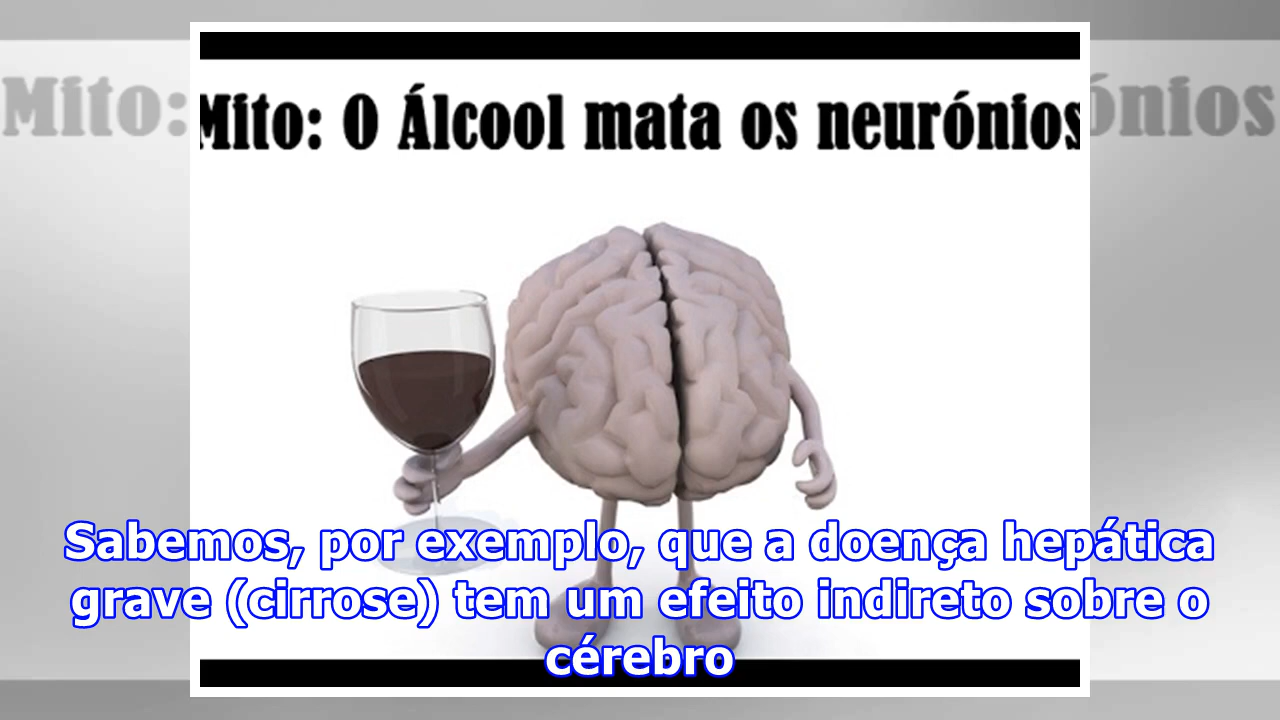 Mito: O Álcool mata os neurónios
Sabemos, por exemplo, que a doença hepática
grave (cirrose) tem um efeito indireto sobre o
cérebro